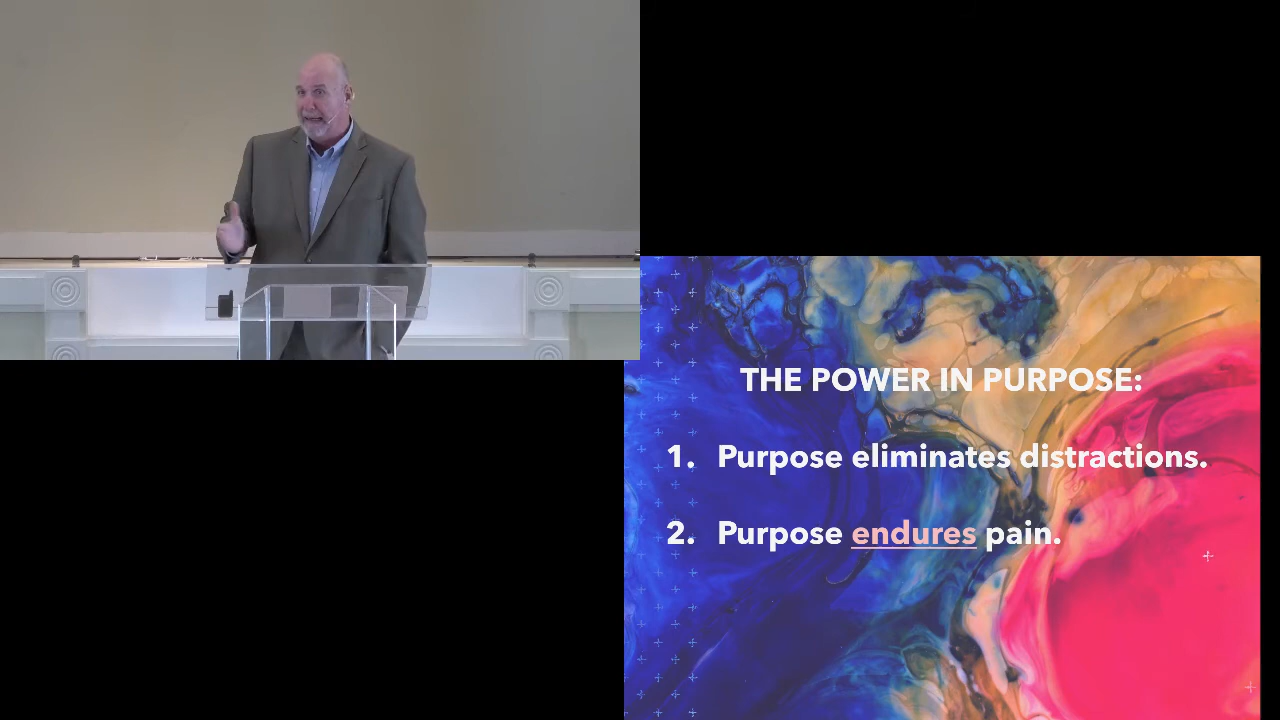 THE POWER IN PURPOSE:
1. Purpose eliminates distractions.
2. Purpose endures pain.